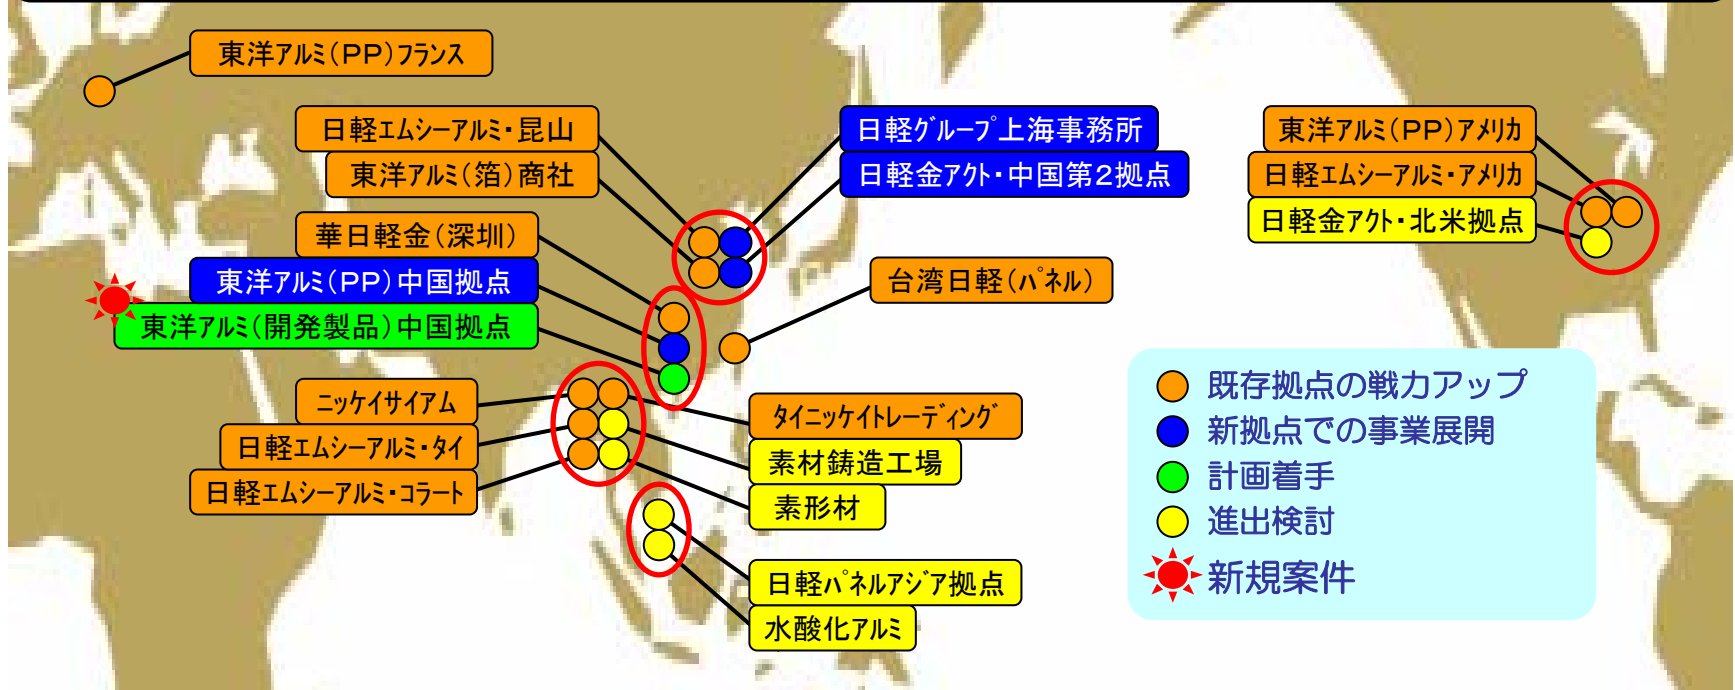 東洋ｱﾙﾐ(PP)ﾌﾗﾝｽ
日軽ｴﾑｼｰｱﾙﾐ・昆山
東洋ｱﾙﾐ(箔)商社
華日軽金(深圳)
東洋ｱﾙﾐ(PP)中国拠点
東洋ｱﾙﾐ(開発製品)中国拠点
日軽ｸﾞﾙｰﾌﾟ上海事務所
日軽金ｱｸﾄ・中国第2拠点
台湾日軽(ﾊﾟﾈﾙ)
東洋ｱﾙﾐ(PP)ｱﾒﾘｶ
日軽ｴﾑｼｰｱﾙﾐ・ｱﾒﾘｶ
日軽金ｱｸﾄ・北米拠点
ﾆｯｹｲｻｲｱﾑ
日軽ｴﾑｼｰｱﾙﾐ・ﾀｲ
日軽ｴﾑｼｰｱﾙﾐ・ｺﾗｰﾄ
ﾀｲﾆｯｹｲﾄﾚｰﾃﾞｨﾝｸﾞ
素材鋳造工場
素形材
日軽ﾊﾟﾈﾙｱｼﾞｱ拠点
水酸化ｱﾙﾐ
既存拠点の戦力アップ
新拠点での事業展開
計画着手
進出検討
新規案件